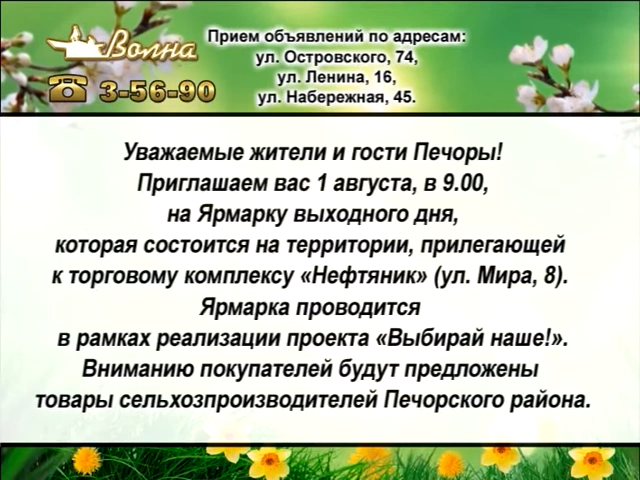 Волна
3-56-90
Прием объявлений по адресам:
ул. Островского, 74,
ул. Ленина, 16,
ул. Набережная, 45.
Уважаемые жители и гости Печоры!
Приглашаем вас 1 августа, в 9.00,
на Ярмарку выходного дня,
которая состоится на территории, прилегающей
к торговому комплексу «Нефтяник» (ул. Мира, 8).
Ярмарка проводится
в рамках реализации проекта «Выбирай наше!».
Вниманию покупателей будут предложены
товары сельхозпроизводителей Печорского района.